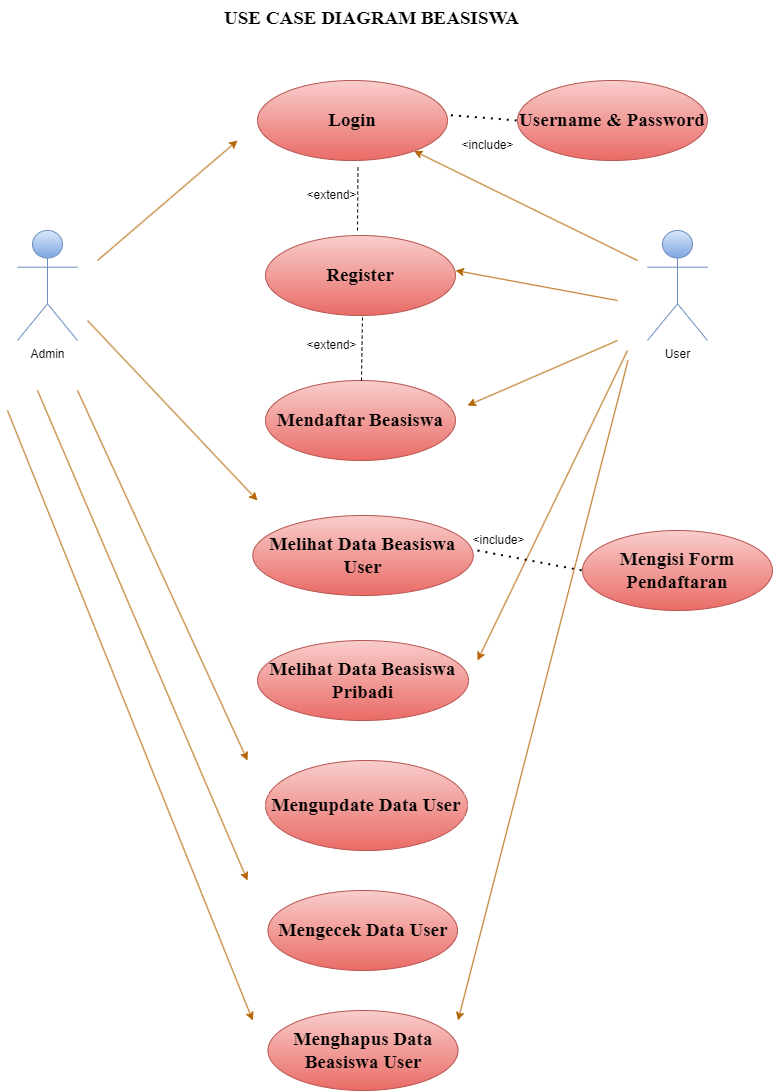 USE CASE DIAGRAM BEASISWA
Login
Username & Password
<include>
<extend>
Register
Admin
User
<extend>
Mendaftar Beasiswa
Melihat Data Beasiswa
User
<include>
Mengisi Form
Pendaftaran
Melihat Data Beasiswa
Pribadi
Mengupdate Data User
Mengecek Data User
Menghapus Data
Beasiswa User